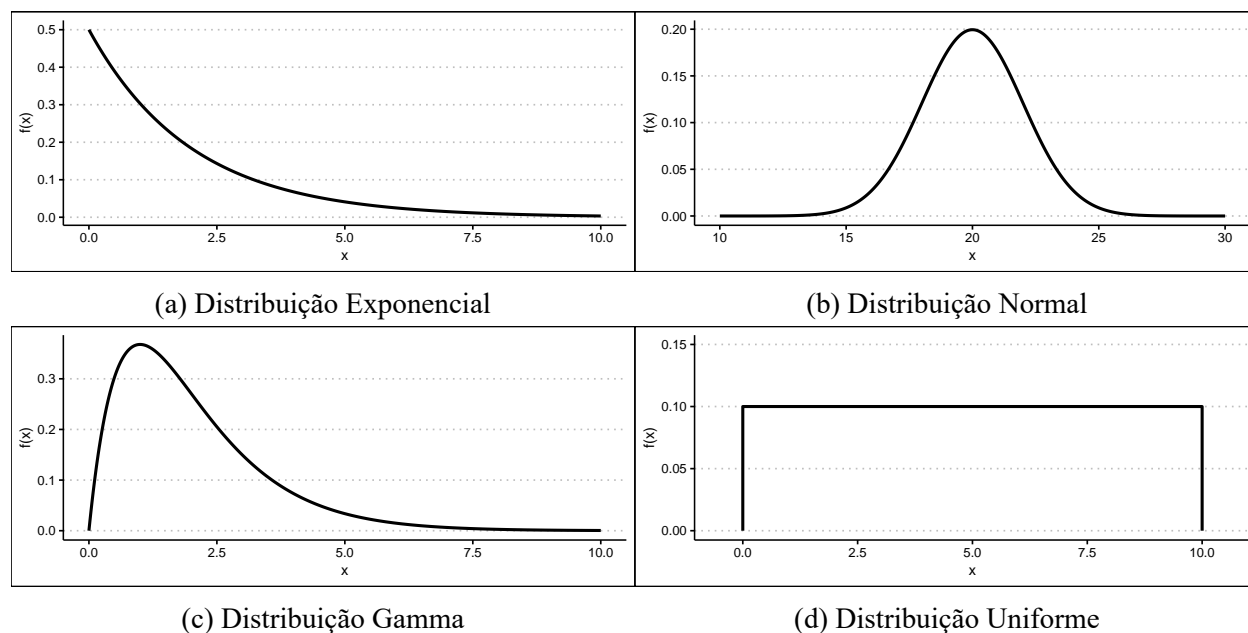 0.5
0.4
0.3
0.2
0.1
0.0
f(x)
0.0 2.5 5.0 7.5 10.0
x
(a) Distribuição Exponencial
0.20
0.15
0.10
0.05
0.00
f(x)
10 15 20 25 30
x
(b) Distribuição Normal
0.3
0.2
0.1
0.0
f(x)
0.0 2.5 5.0 7.5 10.0
x
(c) Distribuição Gamma
0.15
0.10
0.05
0.00
f(x)
0.0 2.5 5.0 7.5 10.0
x
(d) Distribuição Uniforme